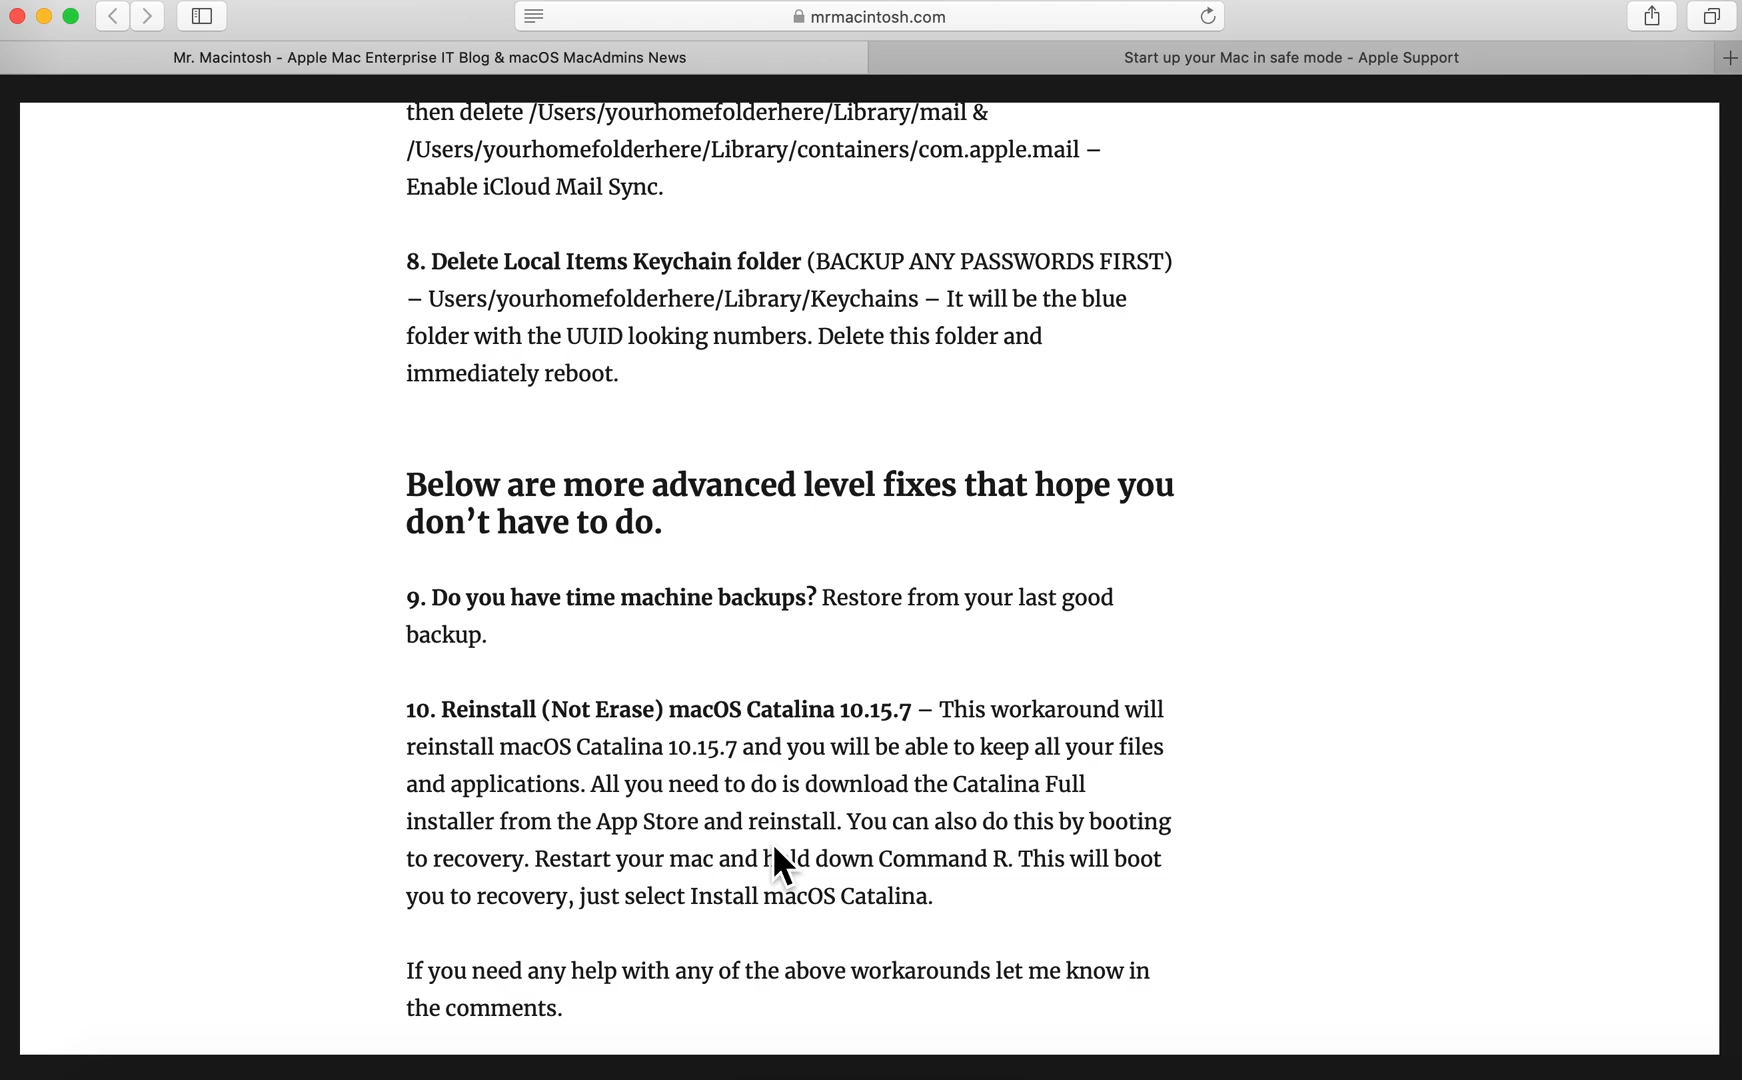 mrmacintosh.com
Mr. Macintosh - Apple Mac Enterprise IT Blog & macOS MacAdmins News
Start up your Mac in safe mode - Apple Support
then delete /Users/yourhomefolderhere/Library/mail &
/Users/yourhomefolderhere/Library/containers/com.apple.mail –
Enable iCloud Mail Sync.
8. Delete Local Items Keychain folder (BACKUP ANY PASSWORDS FIRST)
– Users/yourhomefolderhere/Library/Keychains – It will be the blue
folder with the UUID looking numbers. Delete this folder and
immediately reboot.
Below are more advanced level fixes that hope you
don’t have to do.
9. Do you have time machine backups? Restore from your last good
backup.
10. Reinstall (Not Erase) macOS Catalina 10.15.7 – This workaround will
reinstall macOS Catalina 10.15.7 and you will be able to keep all your files
and applications. All you need to do is download the Catalina Full
installer from the App Store and reinstall. You can also do this by booting
to recovery. Restart your mac and hold down Command R. This will boot
you to recovery, just select Install macOS Catalina.
If you need any help with any of the above workarounds let me know in
the comments.